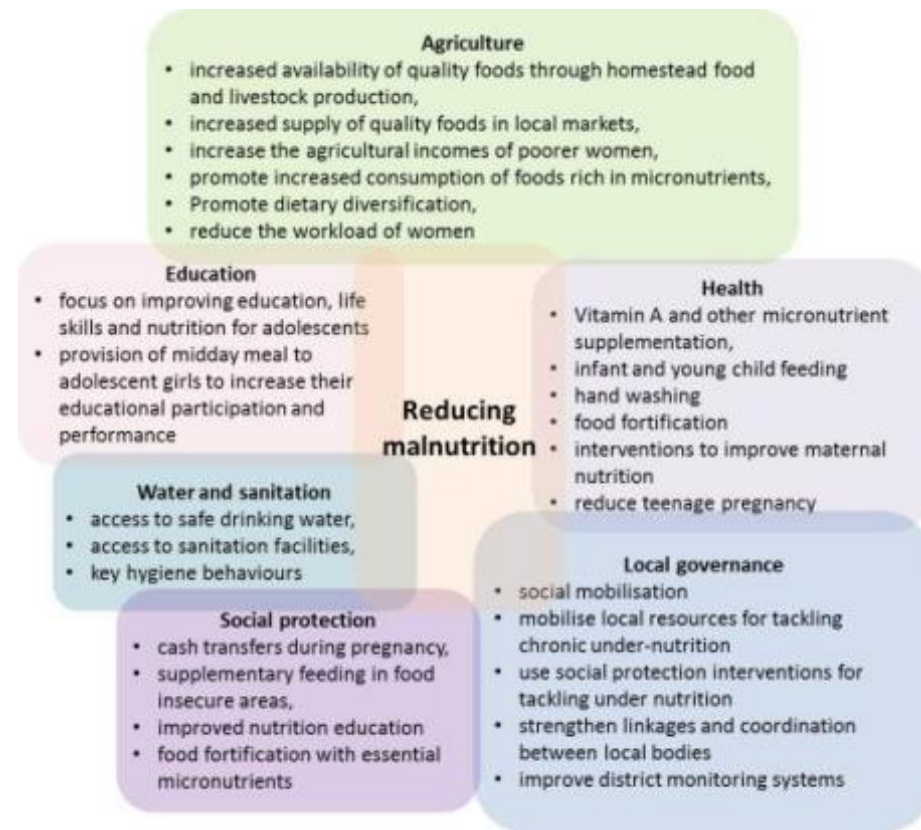 Agriculture
• increased availability of quality foods through homestead food
and livestock production,
• increased supply of quality foods in local markets,
• increase the agricultural incomes of poorer women,
• promote increased consumption of foods rich in micronutrients,
• Promote dietary diversification,
• reduce the workload of women
Education
• focus on improving education, life
skills and nutrition for adolescents
• provision of midday meal to
adolescent girls to increase their
educational participation and
performance
Reducing
malnutrition
Health
• Vitamin A and other micronutrient
supplementation,
• infant and young child feeding
• hand washing
• food fortification
• interventions to improve maternal
nutrition
• reduce teenage pregnancy
Water and sanitation
• access to safe drinking water,
• access to sanitation facilities,
• key hygiene behaviours
Social protection
• cash transfers during pregnancy,
• supplementary feeding in food
insecure areas,
• improved nutrition education
• food fortification with essential
micronutrients
Local governance
• social mobilisation
• mobilise local resources for tackling
chronic under-nutrition
• use social protection interventions for
tackling under nutrition
• strengthen linkages and coordination
between local bodies
• improve district monitoring systems